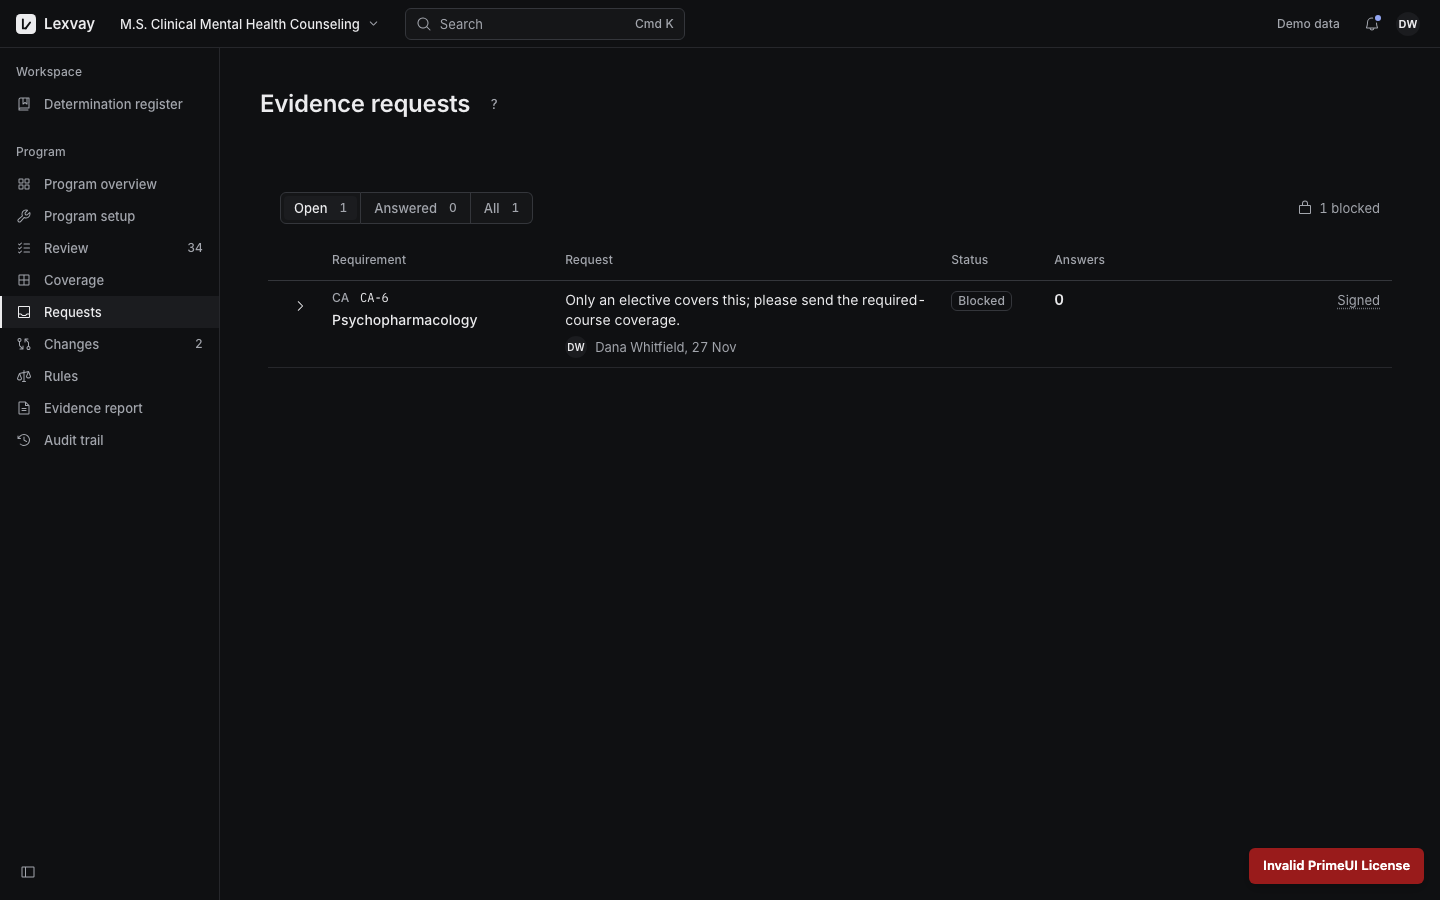 Lexvay
M.S. Clinical Mental Health Counseling
Search
Cmd K
Demo data
DW
Workspace
Determination register
Program
Program overview
Program setup
Review 34
Coverage
Requests
Changes 2
Rules
Evidence report
Audit trail
Evidence requests ?
Open 1
Answered 0
All 1
1 blocked
Requirement Request Status Answers
CA CA-6
Psychopharmacology
Only an elective covers this; please send the required-
course coverage.
DW Dana Whitfield, 27 Nov
Blocked
0
Signed
Invalid PrimeUI License